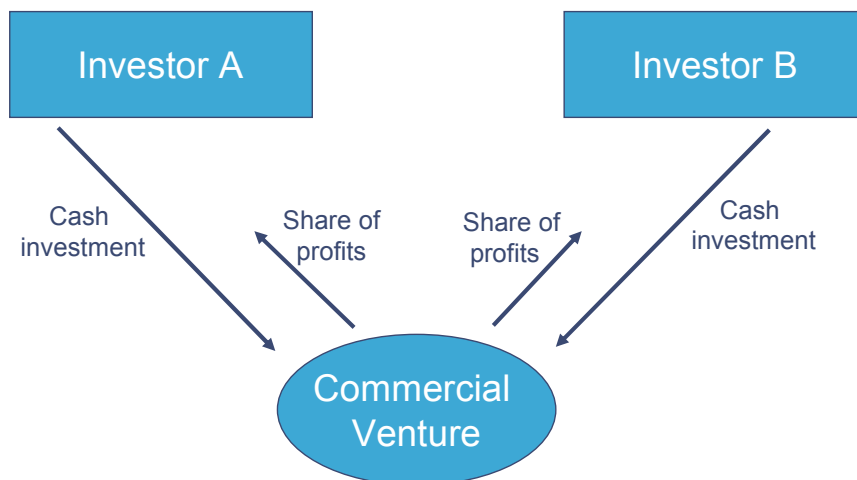 Investor A
Investor B
Cash
investment
Share of
profits
Share of
profits
Cash
investment
Commercial
Venture